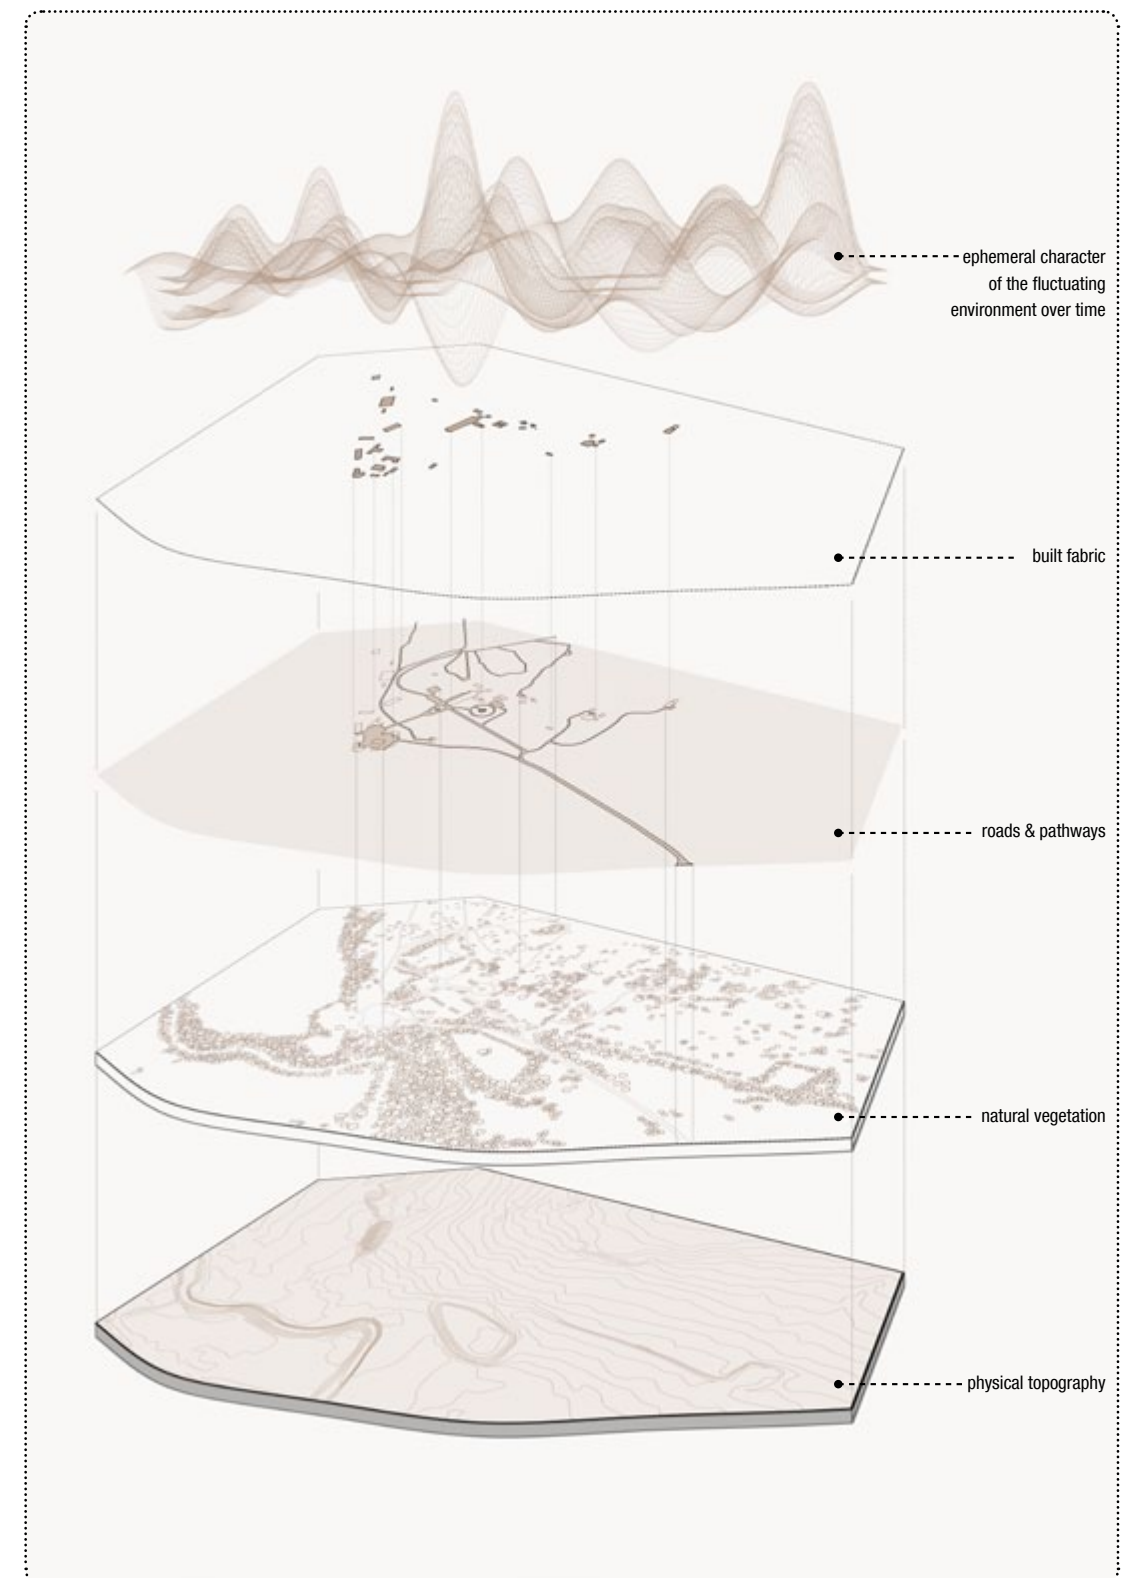 ephemeral character
of the fluctuating
environment over time
built fabric
roads & pathways
natural vegetation
physical topography